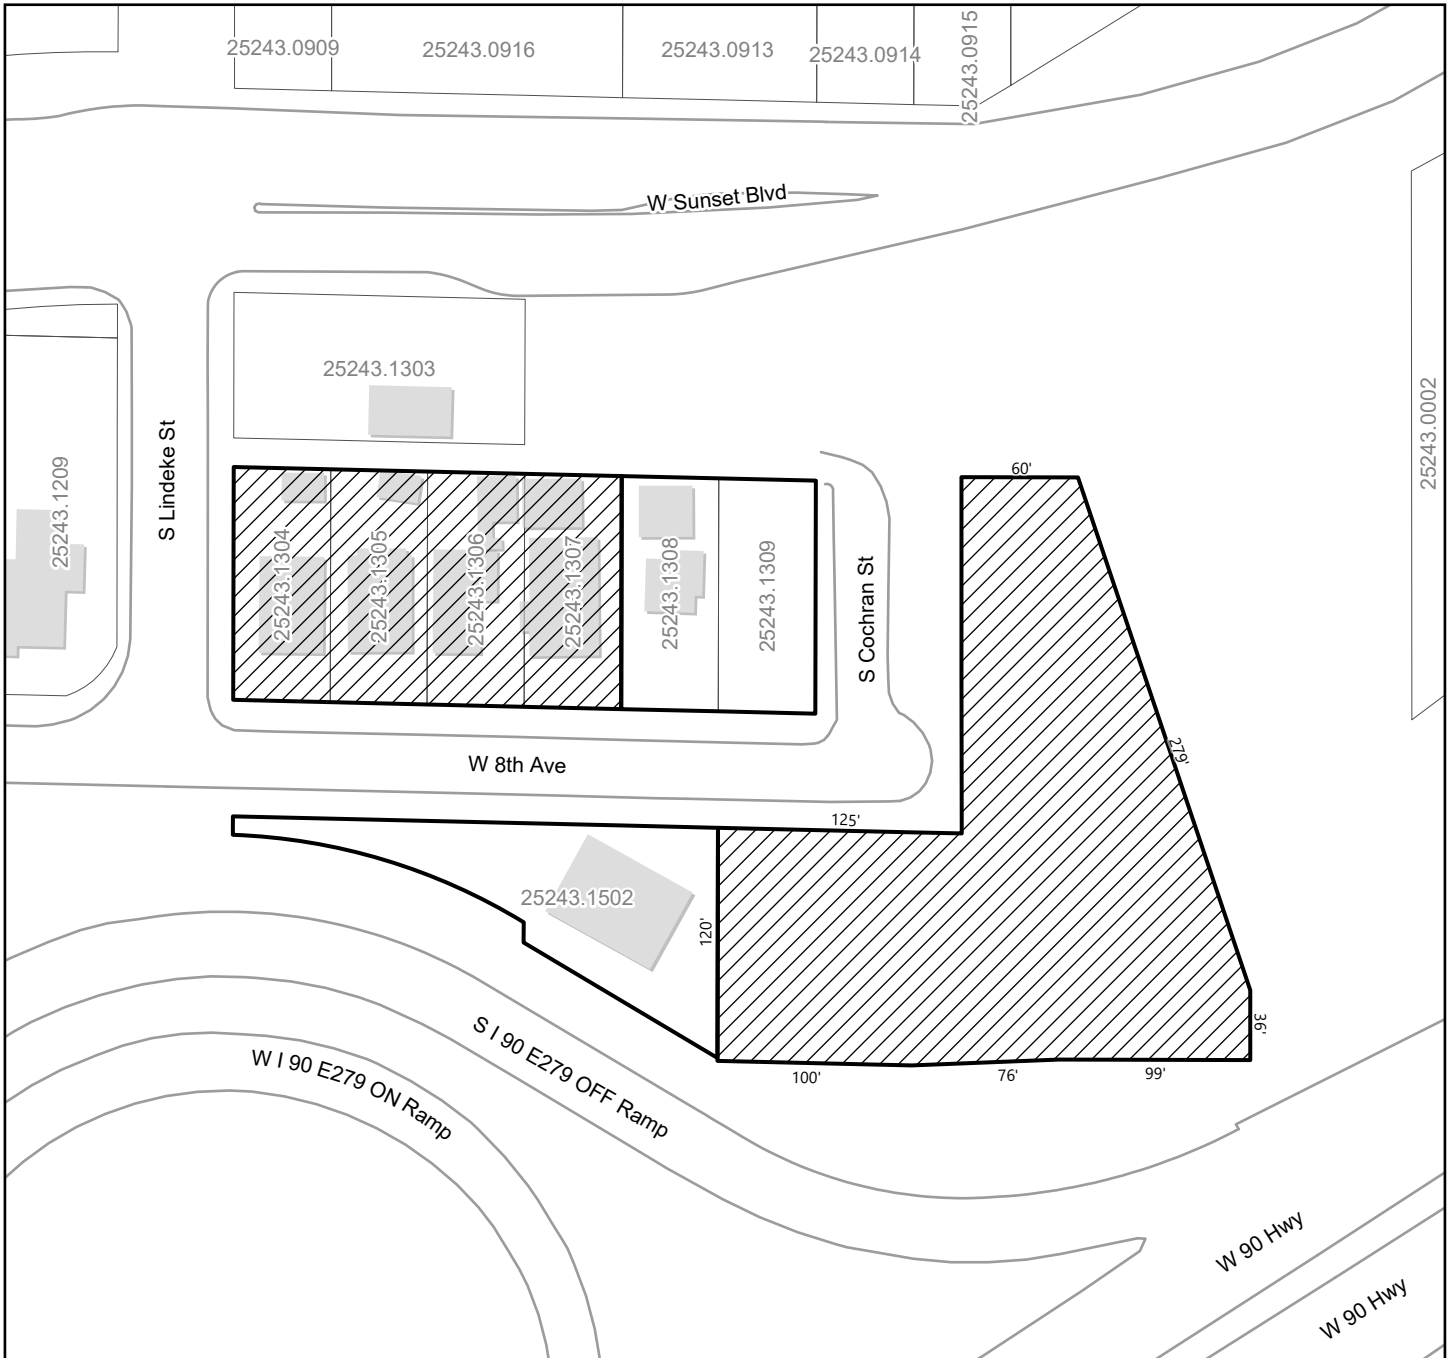 25243.0909
25243.0916
25243.0913
25243.0914
25243.0915
W Sunset Blvd
25243.1303
25243.0002
25243.1209
S Lindeke St
60'
25243.1304
25243.1305
25243.1306
25243.1307
25243.1308
25243.1309
S Cochran St
279'
W 8th Ave
125'
25243.1502
120'
36'
S I 90 E279 OFF Ramp
W I 90 E279 ON Ramp
100'
76'
99'
W 90 Hwy
W 90 Hwy